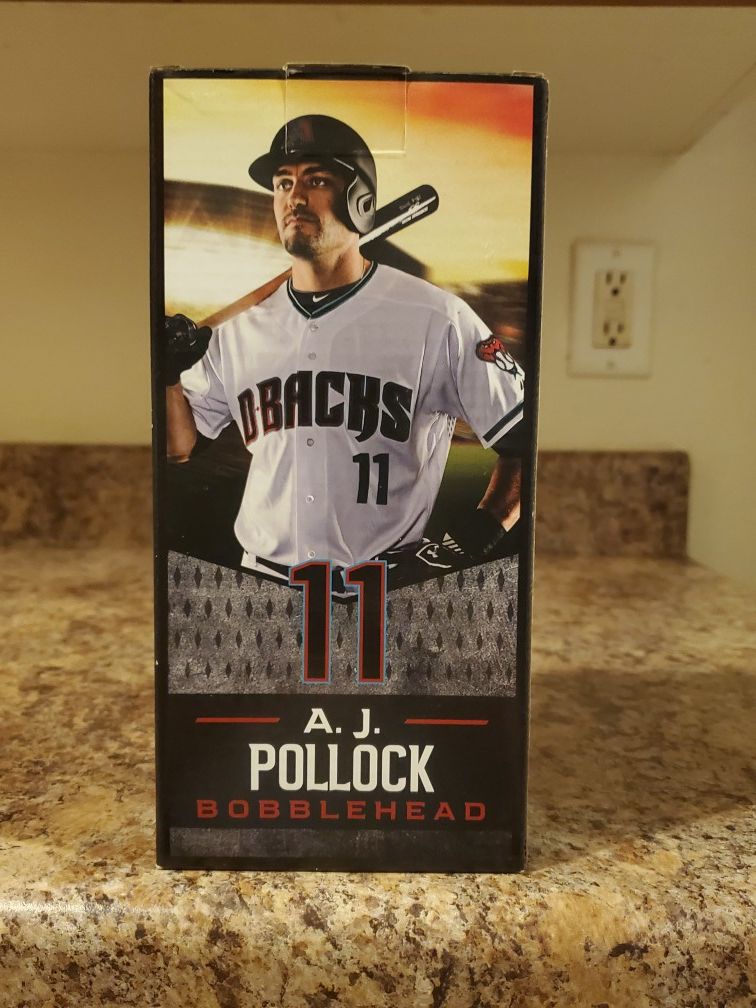 D-BACKS
11
11
A. J.
POLLOCK
BOBBLEHEAD